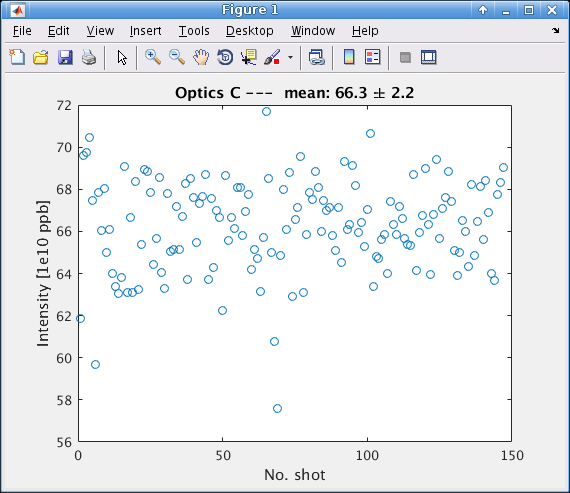 Figure 1
File Edit View Insert Tools Desktop Window Help
Optics C --- mean: 66.3 ± 2.2
72
70
68
66
64
62
60
58
56
Intensity [1e10 ppb]
0 50 100 150
No. shot